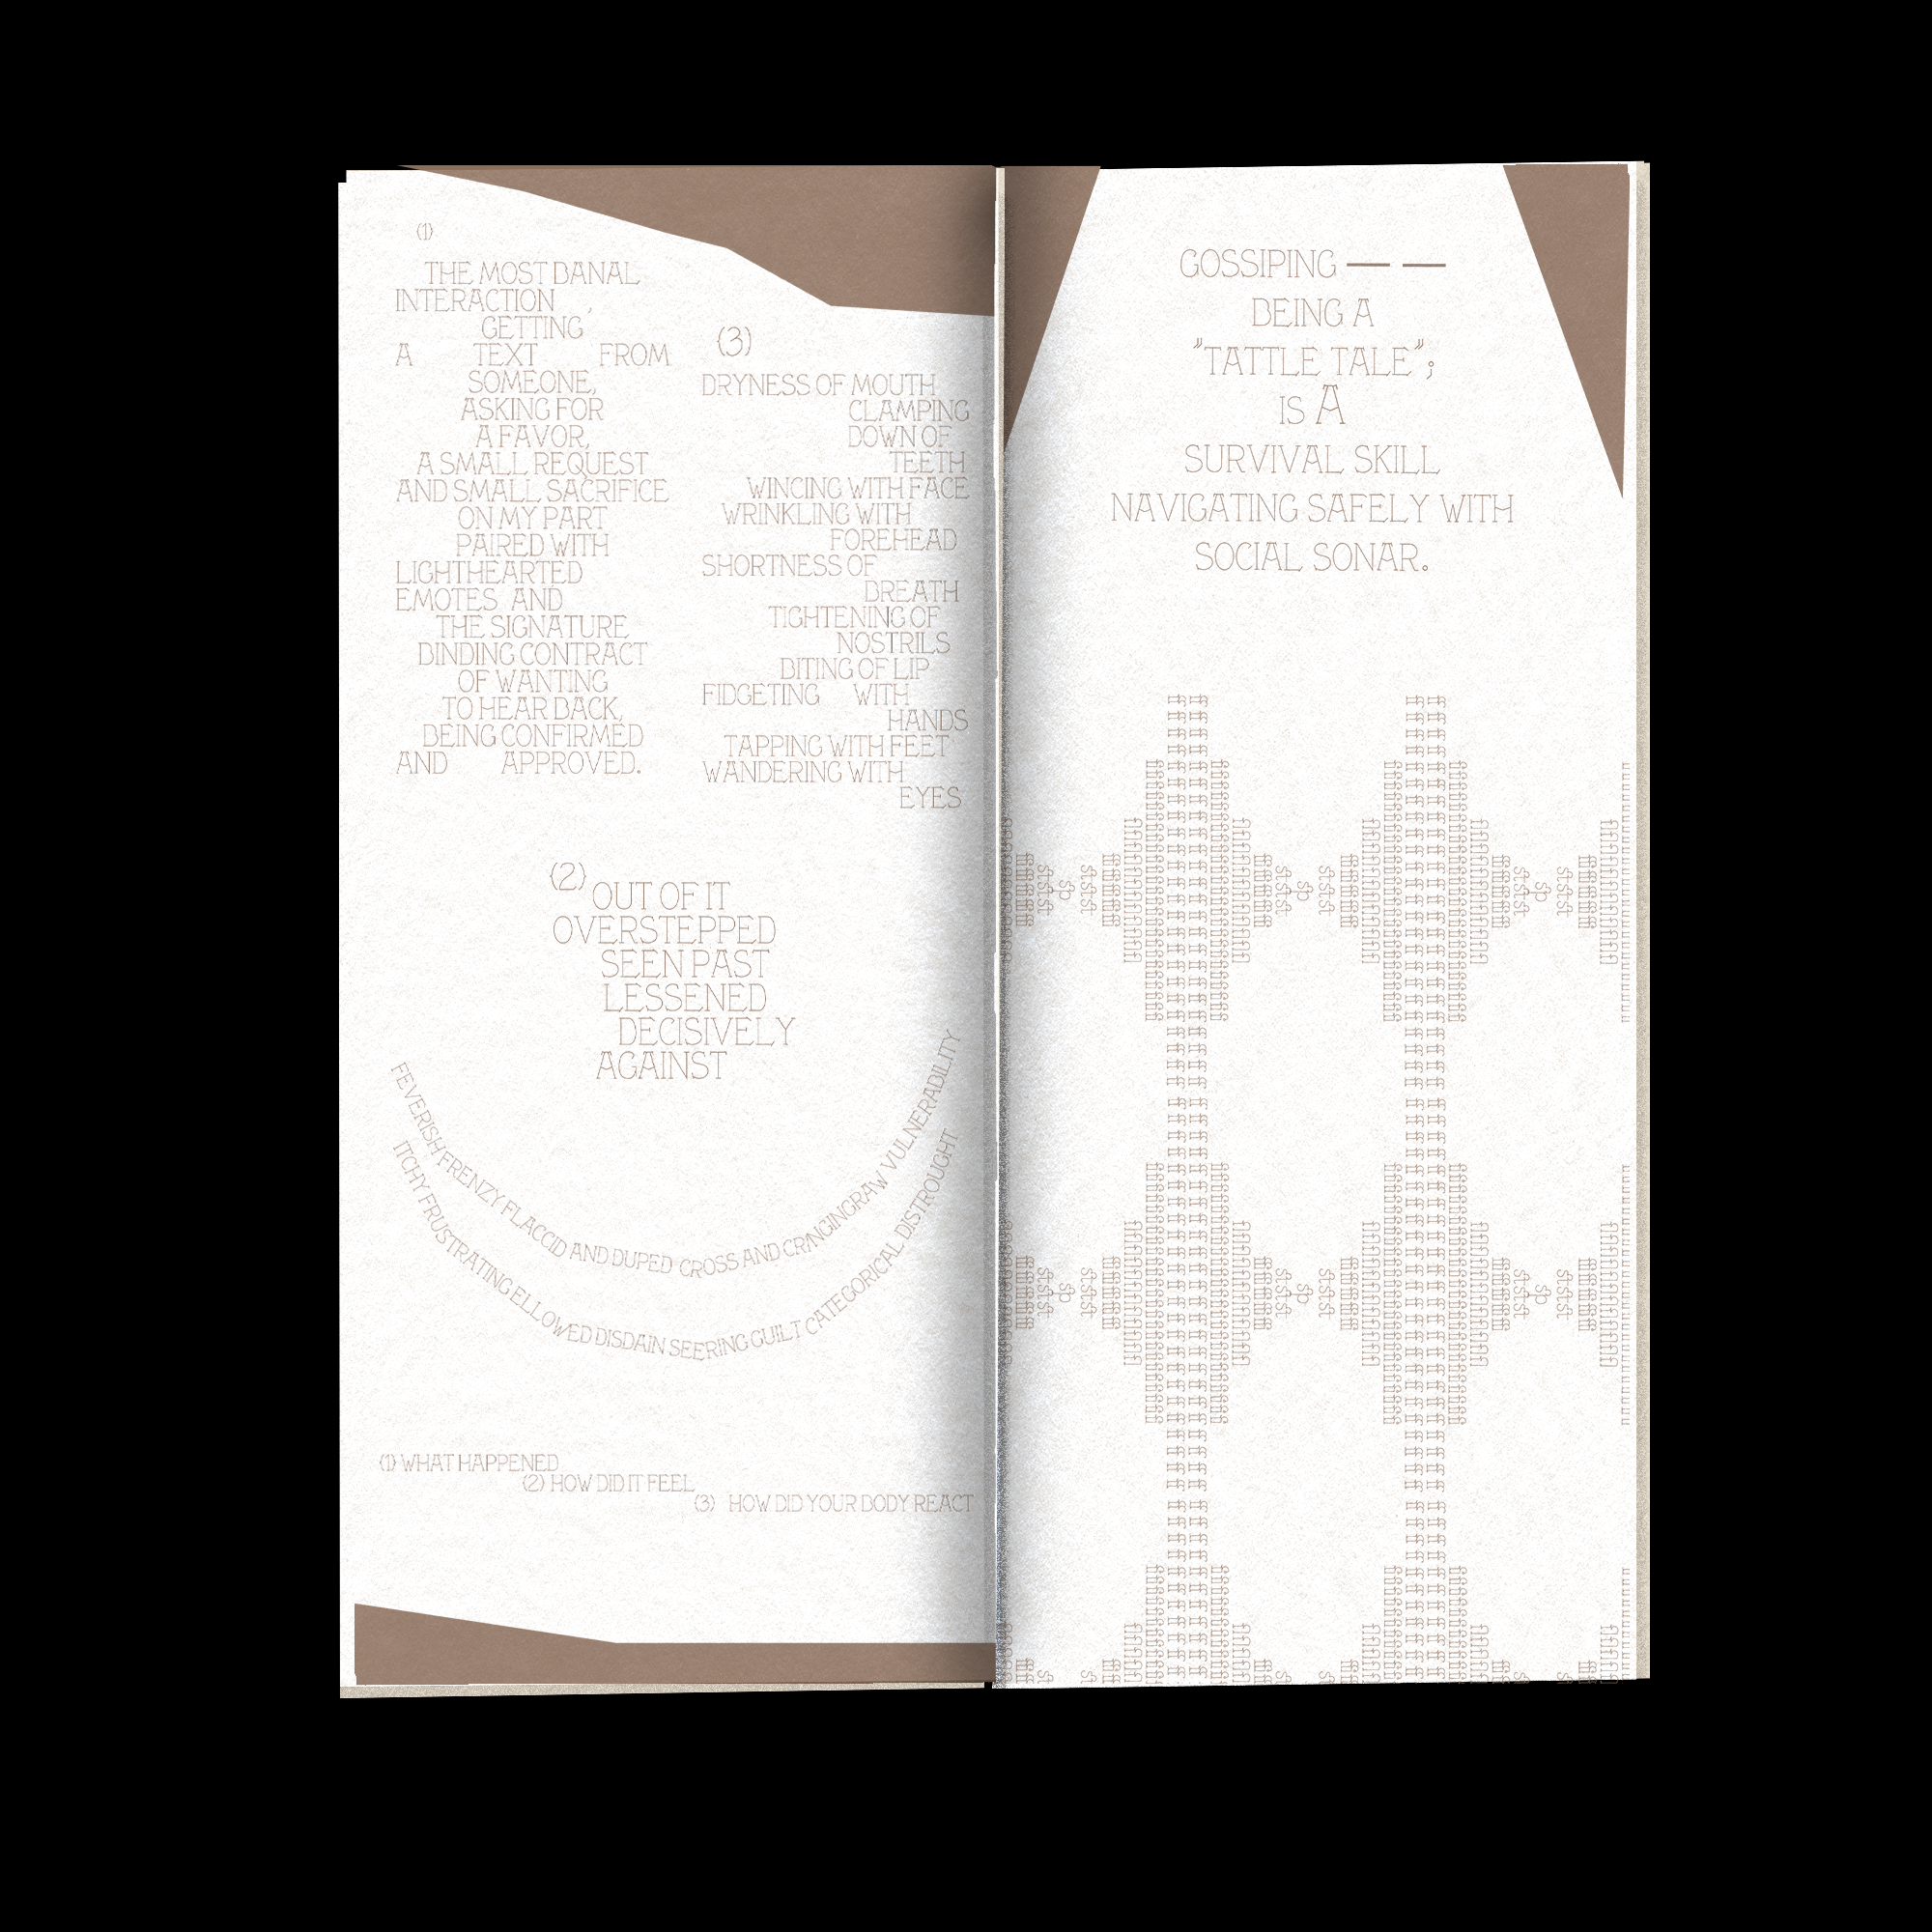 (1)
THE MOST BANAL
INTERACTION ,
GETTING
A TEXT FROM
SOMEONE,
ASKING FOR
A FAVOR,
A SMALL REQUEST
AND SMALL SACRIFICE
ON MY PART
PAIRED WITH
LIGHTHEARTED
EMOTES AND
THE SIGNATURE
BINDING CONTRACT
OF WANTING
TO HEAR BACK,
BEING CONFIRMED
AND APPROVED.
(3)
DRYNESS OF MOUTH
CLAMPING
DOWN OF
TEETH
WINCING WITH FACE
WRINKLING WITH
FOREHEAD
SHORTNESS OF
BREATH
TIGHTENING OF
NOSTRILS
BITING OF LIP
FIDGETING WITH
HANDS
TAPPING WITH FEET
WANDERING WITH
EYES
(2)
OUT OF IT
OVERSTEPPED
SEEN PAST
LESSENED
DECISIVELY
AGAINST
FEVERISH FRENZY FLACCID AND DUPED CROSS AND CRINGINGRAW VULNERABILITY
ITCHY FRUSTRATING ELLOWED DISDAIN SEERING GUILT CATEGORICAL DISTROUGHT
(1) WHAT HAPPENED
(2) HOW DID IT FEEL
(3) HOW DID YOUR BODY REACT
GOSSIPING — —
BEING A
"TATTLE TALE";
IS A
SURVIVAL SKILL
NAVIGATING SAFELY WITH
SOCIAL SONAR.